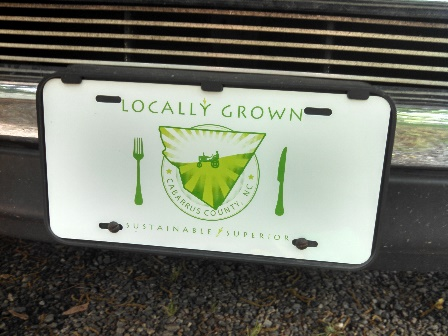 LOCALLY GROWN
CABARRUS COUNTY, NC
SUSTAINABLE SUPERIOR